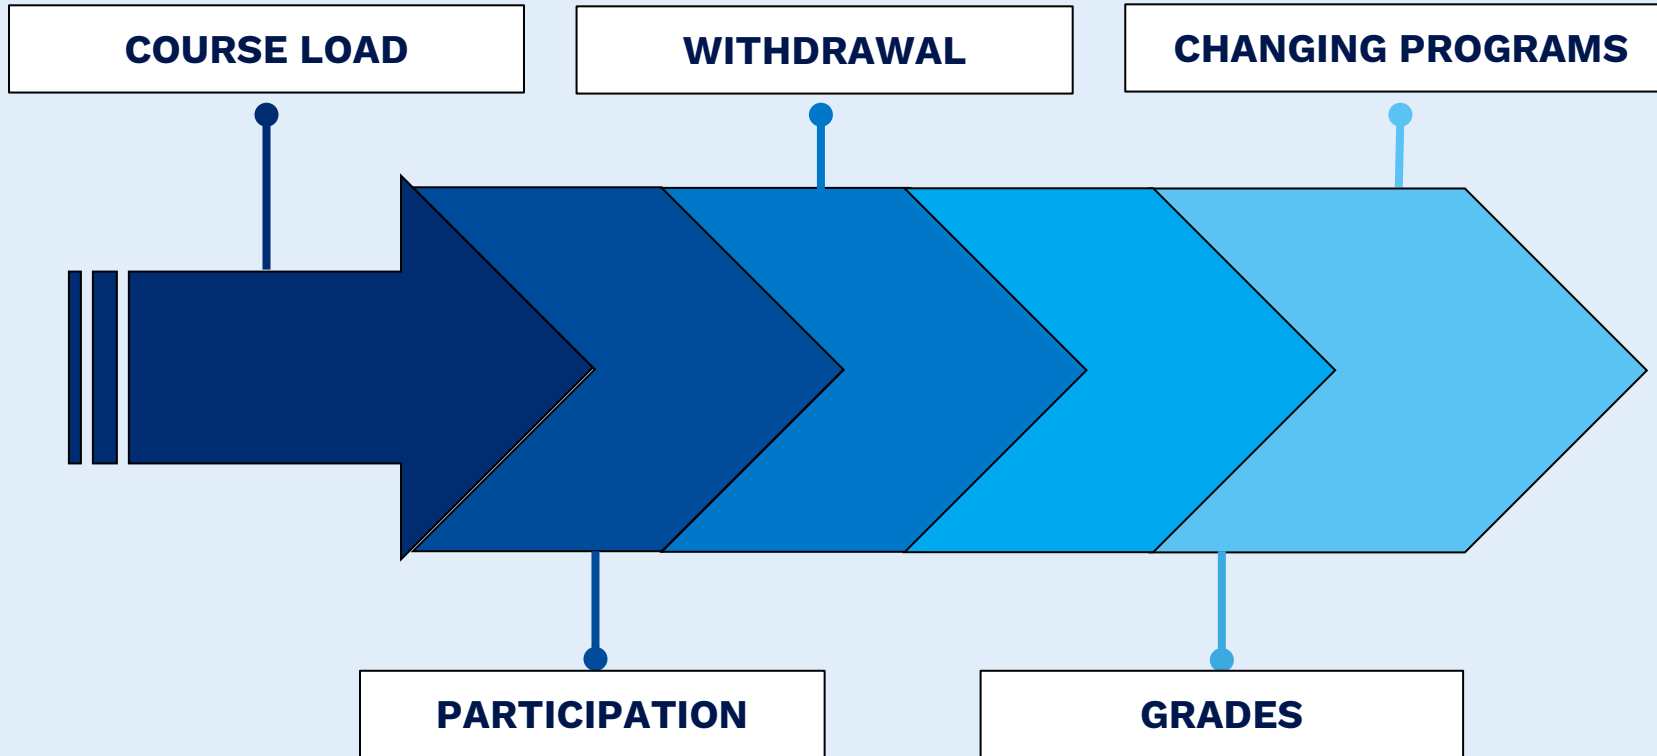 COURSE LOAD
WITHDRAWAL
CHANGING PROGRAMS
PARTICIPATION
GRADES